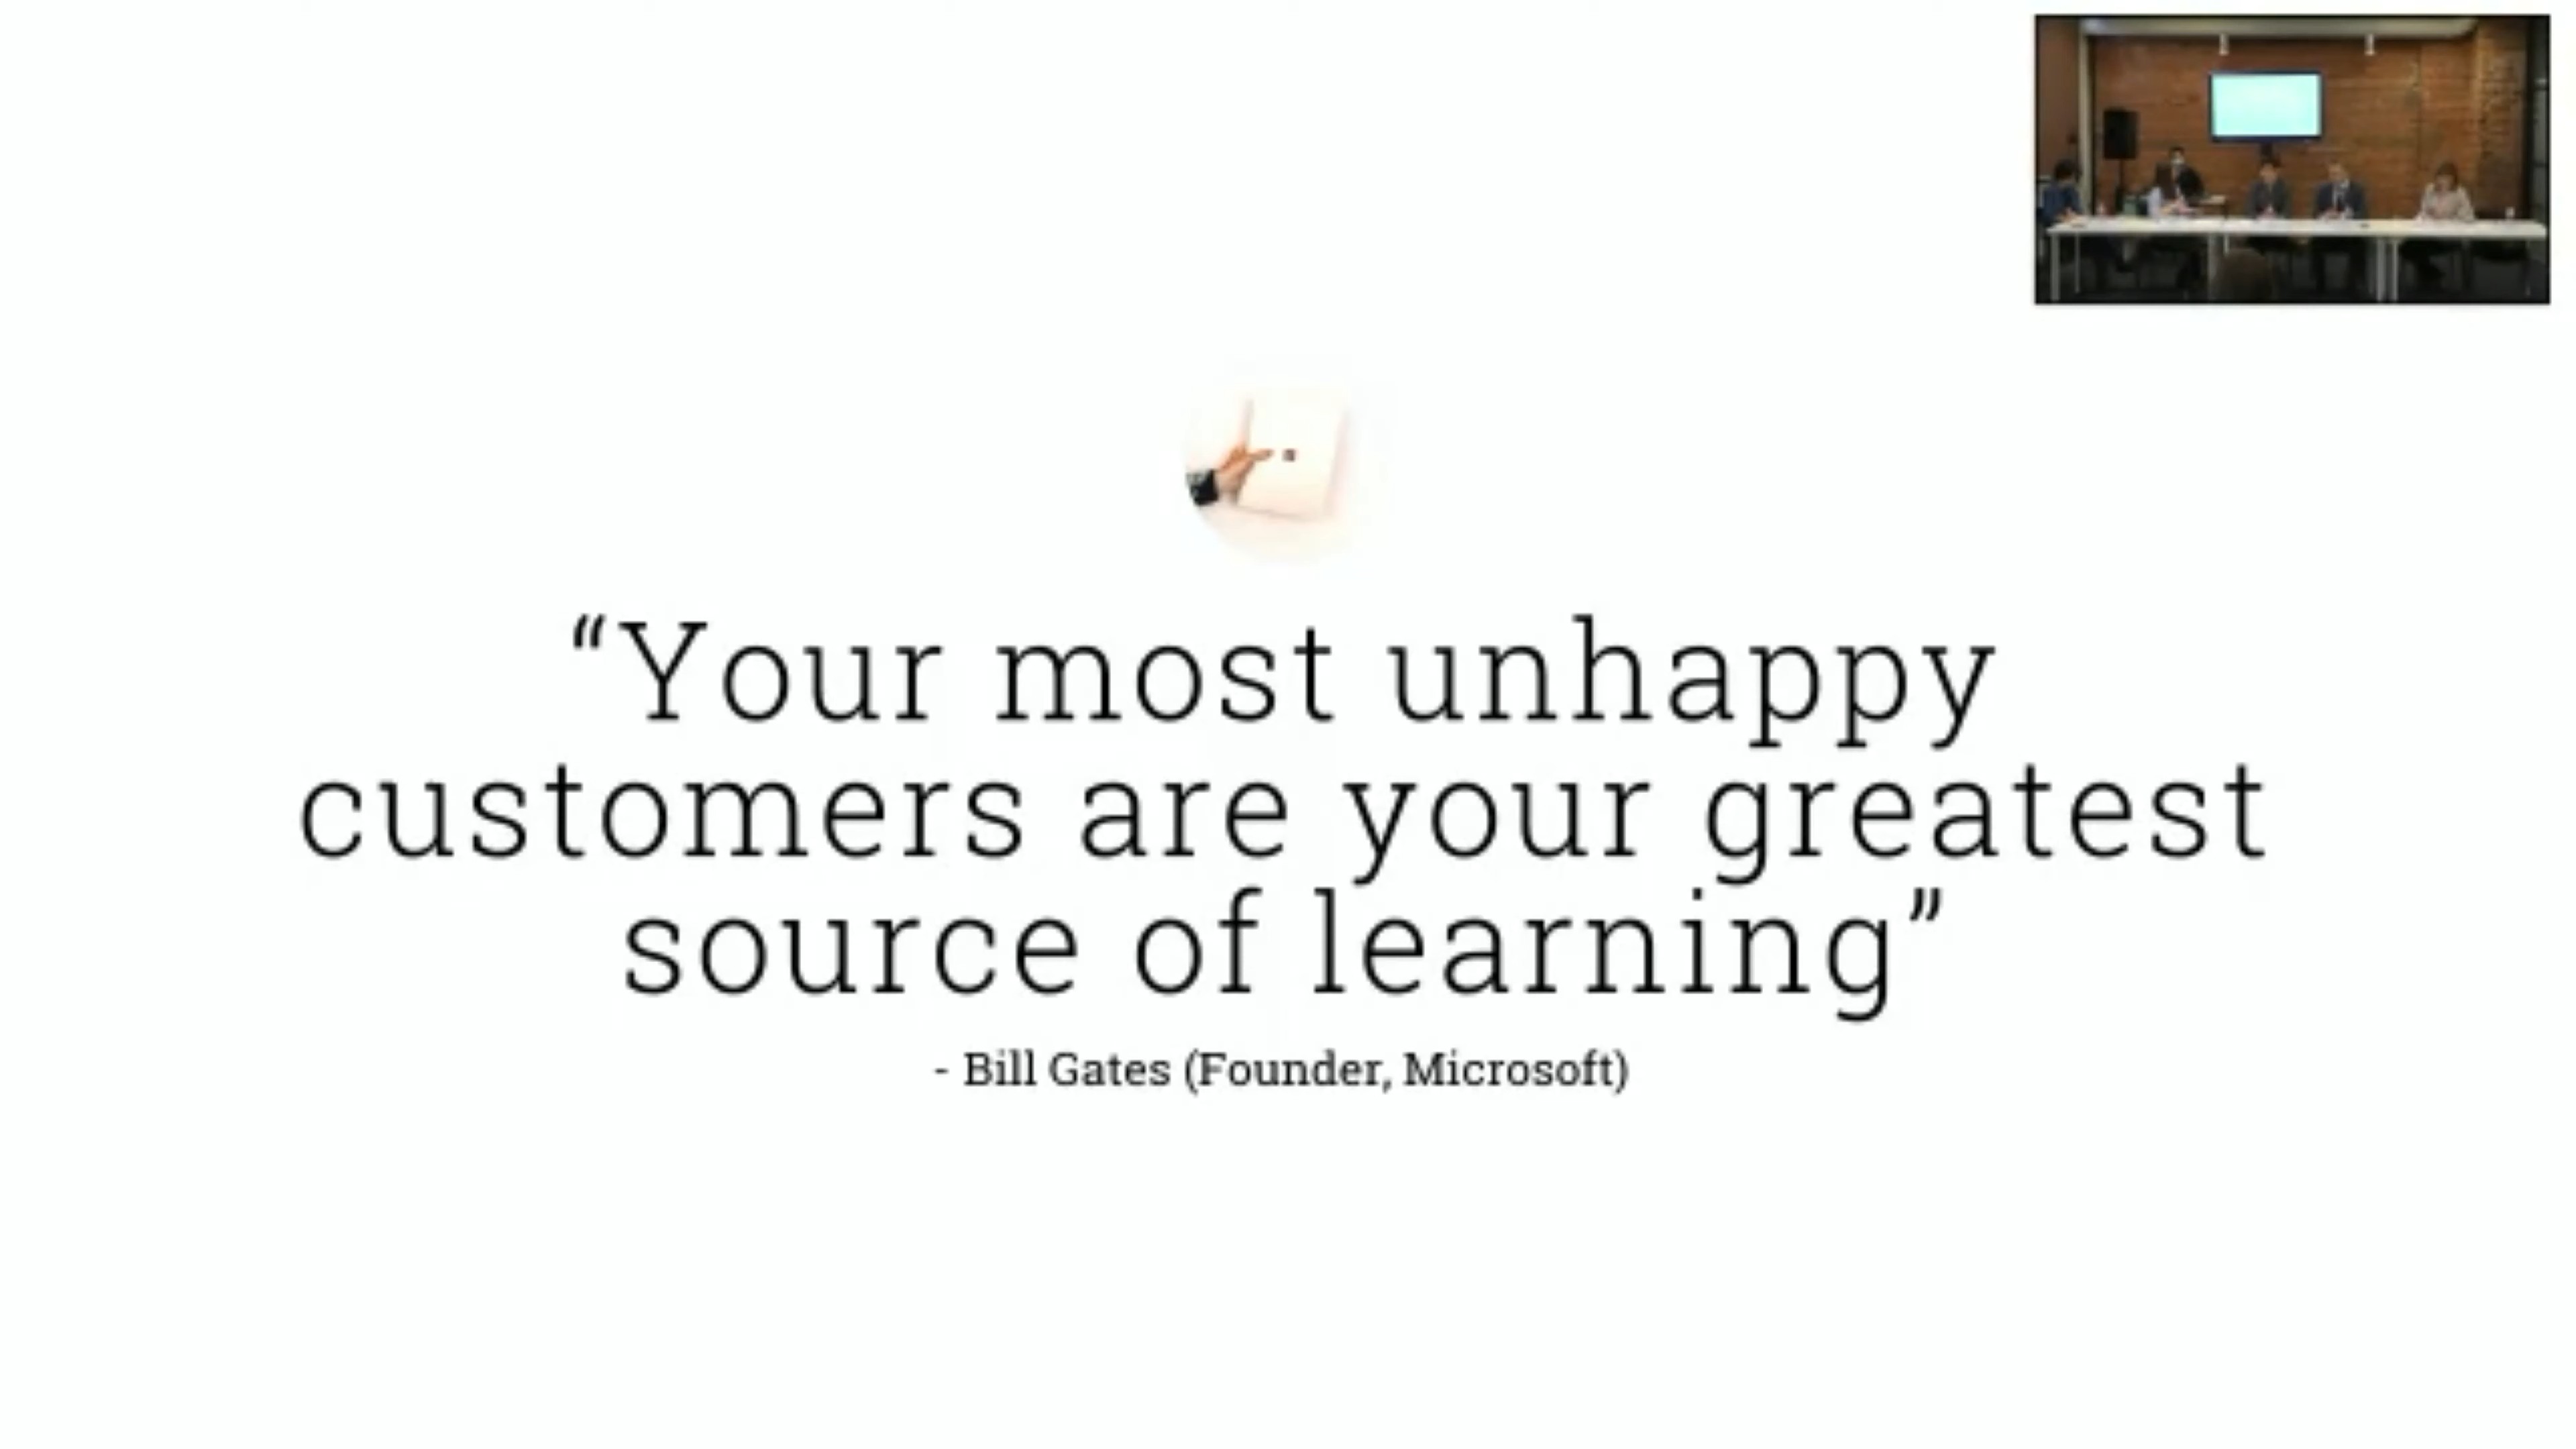 “Your most unhappy
customers are your greatest
source of learning”
- Bill Gates (Founder, Microsoft)